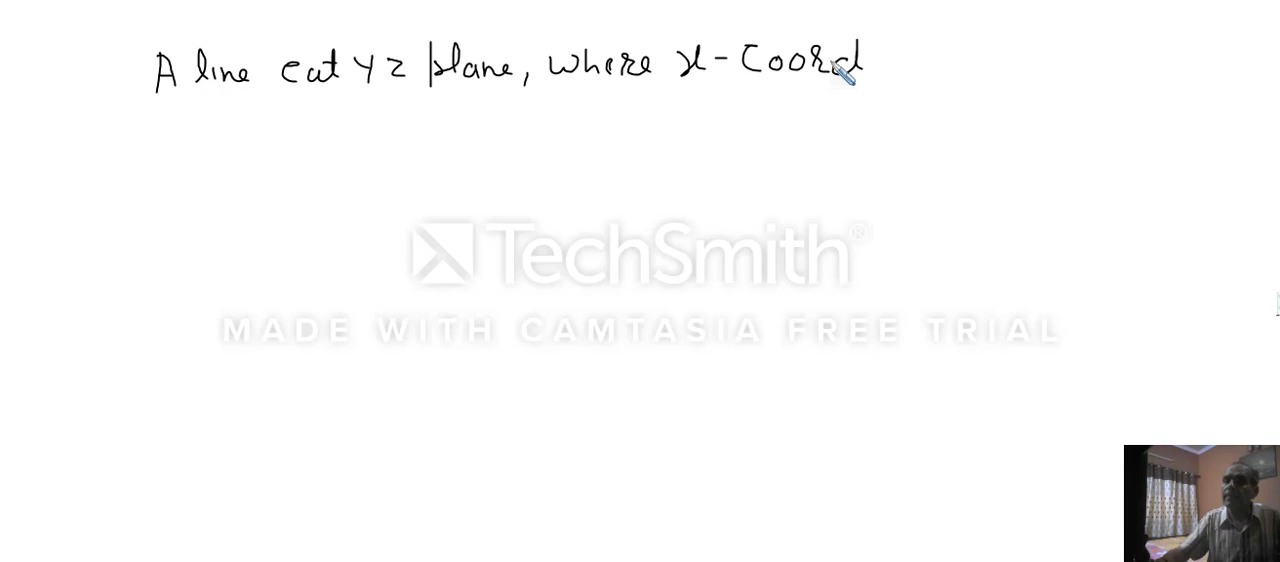 A line cut YZ plane, where x-coord
TechSmith®
MADE WITH CAMTASIA FREE TRIAL